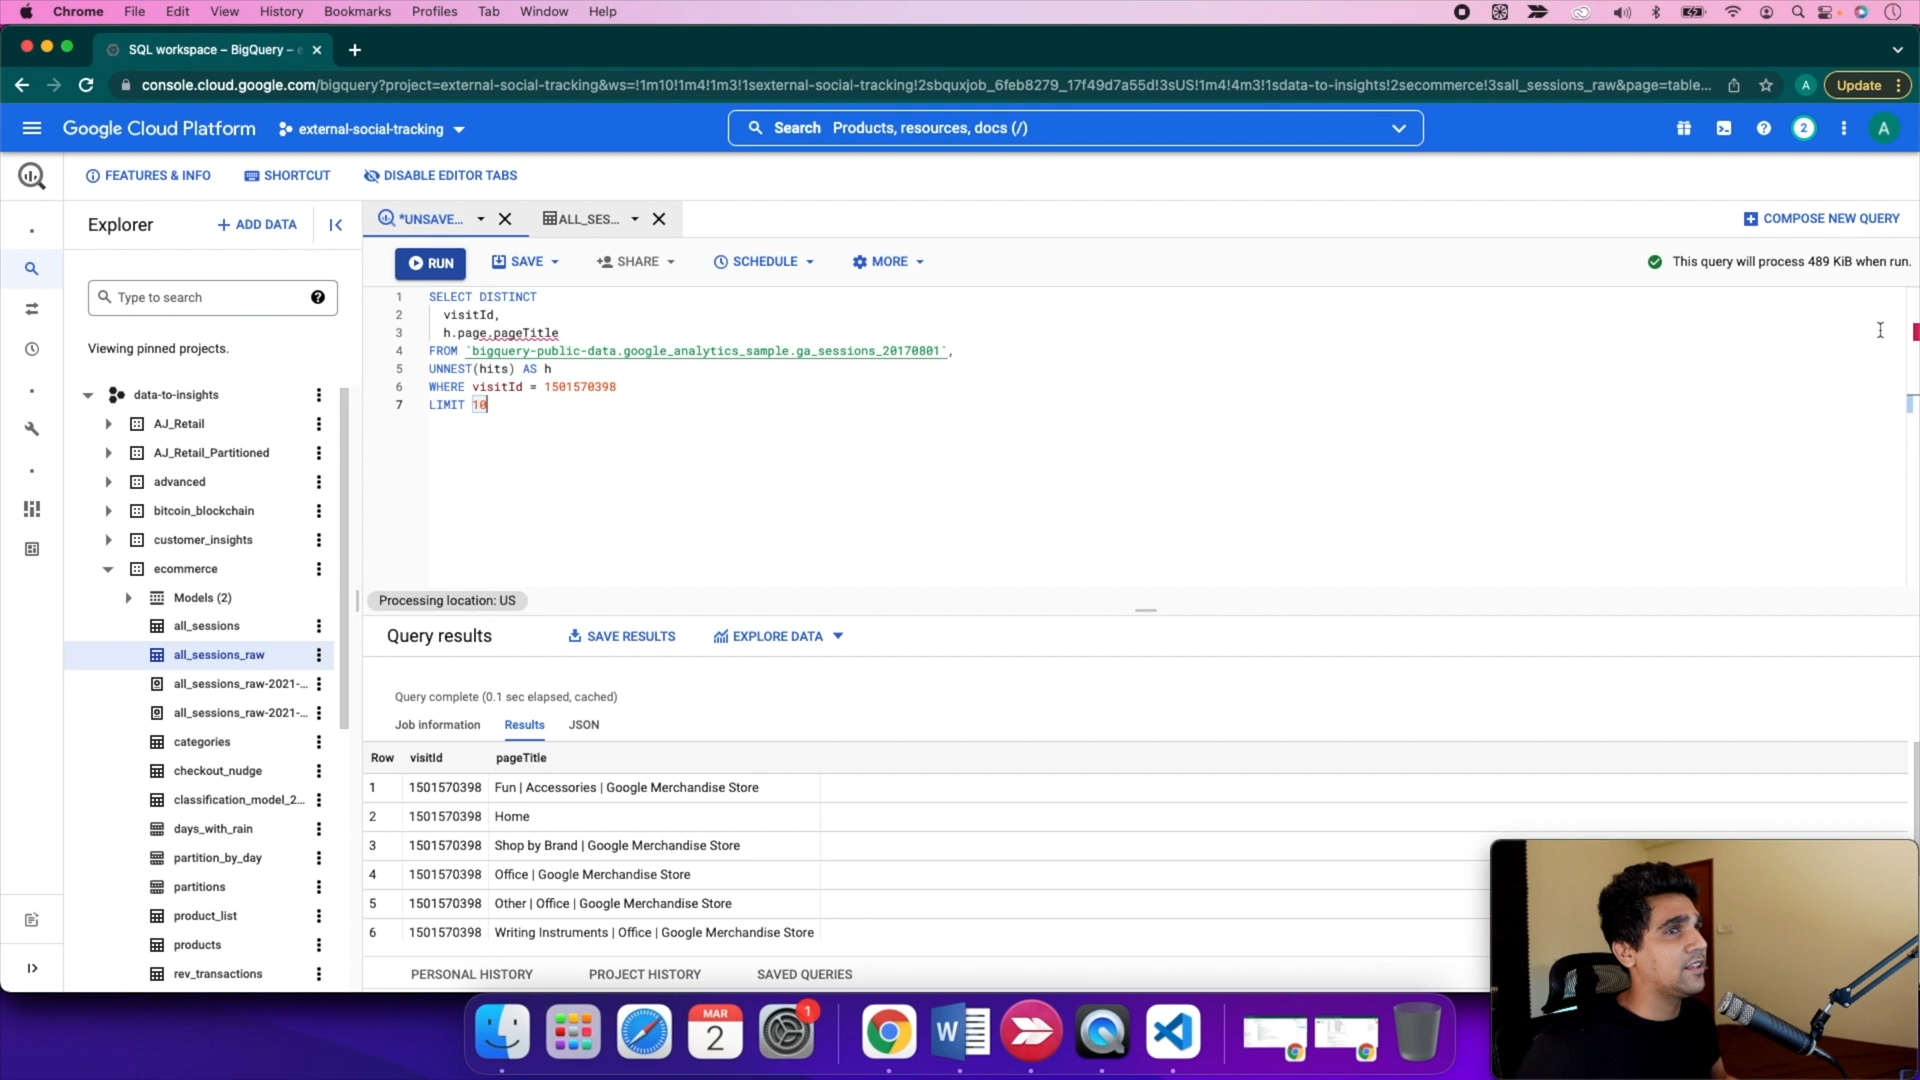 Chrome File Edit View History Bookmarks Profiles Tab Window Help
SQL workspace – BigQuery –
console.cloud.google.com/bigquery?project=external-social-tracking&ws=!1m10!1m4!1m3!1sexternal-social-tracking!2sbquxjob_6feb8279_17f49d7a55d!3sUS!1m4!4m3!1sdata-to-insights!2secommerce!3sall_sessions_raw&page=table...
A
Update
Google Cloud Platform
external-social-tracking
Search Products, resources, docs (/)
2
A
FEATURES & INFO
SHORTCUT
DISABLE EDITOR TABS
Explorer
+ ADD DATA
*UNSAVE...
ALL_SES...
COMPOSE NEW QUERY
RUN
SAVE
SHARE
SCHEDULE
MORE
This query will process 489 KiB when run.
Type to search
Viewing pinned projects.
data-to-insights
AJ_Retail
AJ_Retail_Partitioned
advanced
bitcoin_blockchain
customer_insights
ecommerce
Models (2)
all_sessions
all_sessions_raw
all_sessions_raw-2021-...
all_sessions_raw-2021-...
categories
checkout_nudge
classification_model_2...
days_with_rain
partition_by_day
partitions
product_list
products
rev_transactions
1 SELECT DISTINCT
2 visitId,
3 h.page.pageTitle
4 FROM `bigquery-public-data.google_analytics_sample.ga_sessions_20170801`,
5 UNNEST(hits) AS h
6 WHERE visitId = 1501570398
7 LIMIT 10
Processing location: US
Query results
SAVE RESULTS
EXPLORE DATA
Query complete (0.1 sec elapsed, cached)
Job information Results JSON
Row visitId pageTitle
1 1501570398 Fun | Accessories | Google Merchandise Store
2 1501570398 Home
3 1501570398 Shop by Brand | Google Merchandise Store
4 1501570398 Office | Google Merchandise Store
5 1501570398 Other | Office | Google Merchandise Store
6 1501570398 Writing Instruments | Office | Google Merchandise Store
PERSONAL HISTORY PROJECT HISTORY SAVED QUERIES
MAR
2
1
W